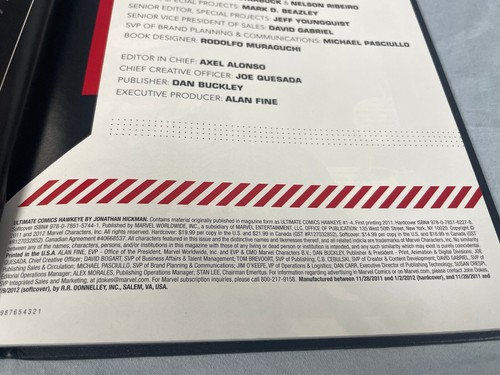 SPECIAL PROJECTS: & NELSON RIBEIRO
SENIOR EDITOR, SPECIAL PROJECTS: MARK D. BEAZLEY
SENIOR VICE PRESIDENT OF SALES: JEFF YOUNGQUIST
SVP OF BRAND PLANNING & COMMUNICATIONS: DAVID GABRIEL
BOOK DESIGNER: RODOLFO MURAGUCHI MICHAEL PASCIULLO
EDITOR IN CHIEF: AXEL ALONSO
CHIEF CREATIVE OFFICER: JOE QUESADA
PUBLISHER: DAN BUCKLEY
EXECUTIVE PRODUCER: ALAN FINE
ULTIMATE COMICS HAWKEYE BY JONATHAN HICKMAN. Contains material originally published in magazine form as ULTIMATE COMICS HAWKEYE #1-4. First printing 2011. Hardcover ISBN# 978-0-7851-6227-8.
Softcover ISBN# 978-0-7851-5744-1. Published by MARVEL WORLDWIDE, INC., a subsidiary of MARVEL ENTERTAINMENT, LLC. OFFICE OF PUBLICATION: 135 West 50th Street, New York, NY 10020. Copyright ©
2011 and 2012 Marvel Characters, Inc. All rights reserved. Hardcover: $19.99 per copy in the U.S. and $21.99 in Canada (GST #R127032852). Softcover: $14.99 per copy in the U.S. and $16.99 in Canada (GST
#R127032852). Canadian Agreement #40668537. All characters featured in this issue and the distinctive names and likenesses thereof, and all related indicia are trademarks of Marvel Characters, Inc. No similarity
between any of the names, characters, persons, and/or institutions in this magazine with those of any living or dead person or institution is intended, and any such similarity which may exist is purely coincidental.
Printed in the U.S.A. ALAN FINE, EVP - Office of the President, Marvel Worldwide, Inc. and EVP & CMO Marvel Characters B.V.; DAN BUCKLEY, Publisher & President - Print, Animation & Digital Divisions; JOE
QUESADA, Chief Creative Officer; DAVID BOGART, SVP of Business Affairs & Talent Management; TOM BREVOORT, SVP of Publishing; C.B. CEBULSKI, SVP of Creator & Content Development; DAVID GABRIEL, SVP of
Publishing Sales & Circulation; MICHAEL PASCIULLO, SVP of Brand Planning & Communications; JIM O'KEEFE, VP of Operations & Logistics; DAN CARR, Executive Director of Publishing Technology; SUSAN CRESPI,
Editorial Operations Manager; ALEX MORALES, Publishing Operations Manager; STAN LEE, Chairman Emeritus. For information regarding advertising in Marvel Comics or on Marvel.com, please contact John Dokes,
SVP Integrated Sales and Marketing, at jdokes@marvel.com. For Marvel subscription inquiries, please call 800-217-9158. Manufactured between 11/28/2011 and 1/2/2012 (hardcover), and 11/28/2011 and
/9/2012 (softcover), by R.R. DONNELLEY, INC., SALEM, VA, USA.
987654321